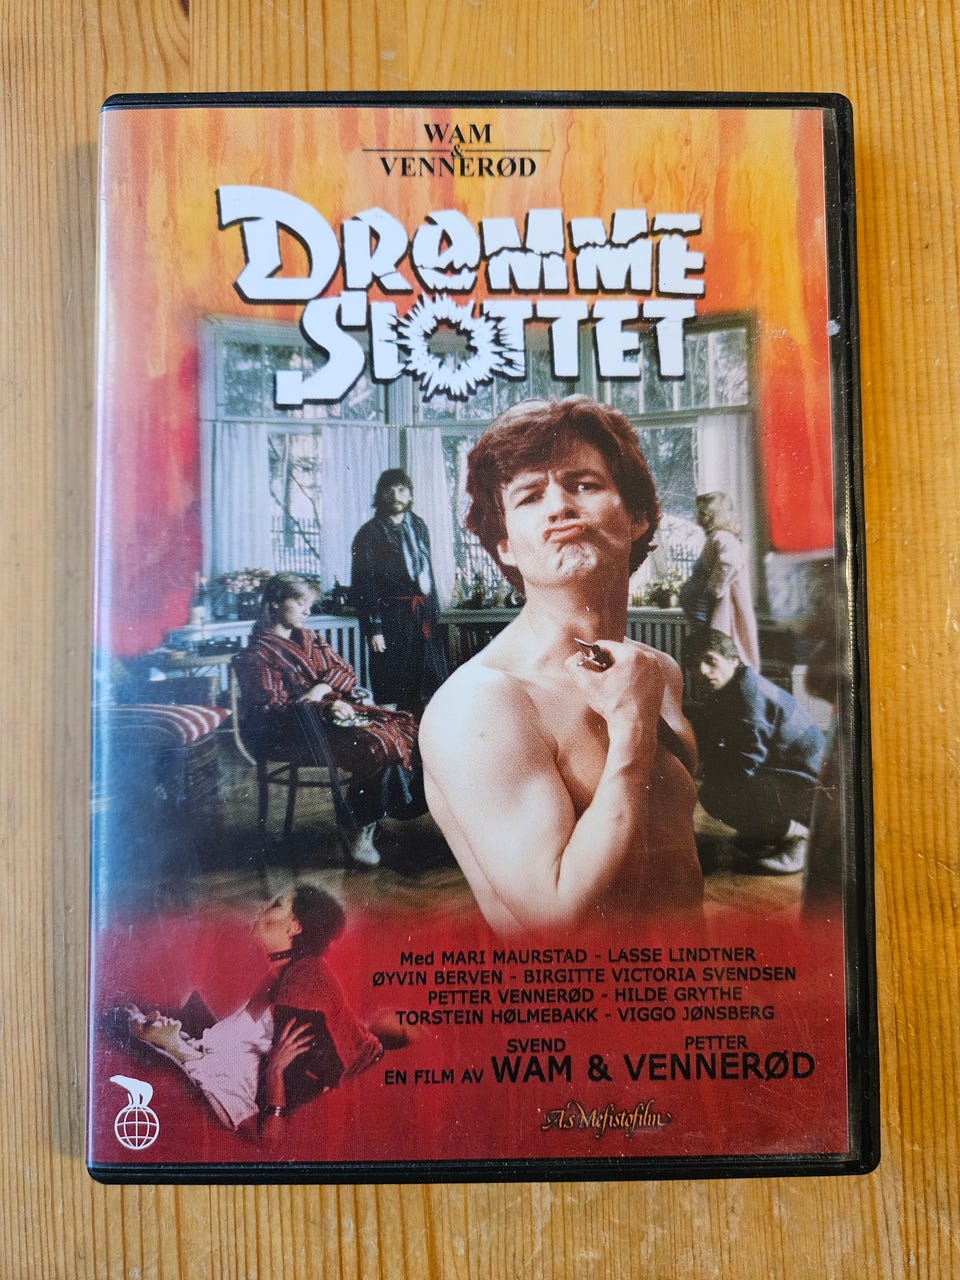 WAM
&
VENNERØD
DRØMME
SLOTTET
Med MARI MAURSTAD - LASSE LINDTNER
ØYVIN BERVEN - BIRGITTE VICTORIA SVENDSEN
PETTER VENNERØD - HILDE GRYTHE
TORSTEIN HØLMEBAKK - VIGGO JØNSBERG
SVEND PETTER
EN FILM AV WAM & VENNERØD
A/s Mefistofilm